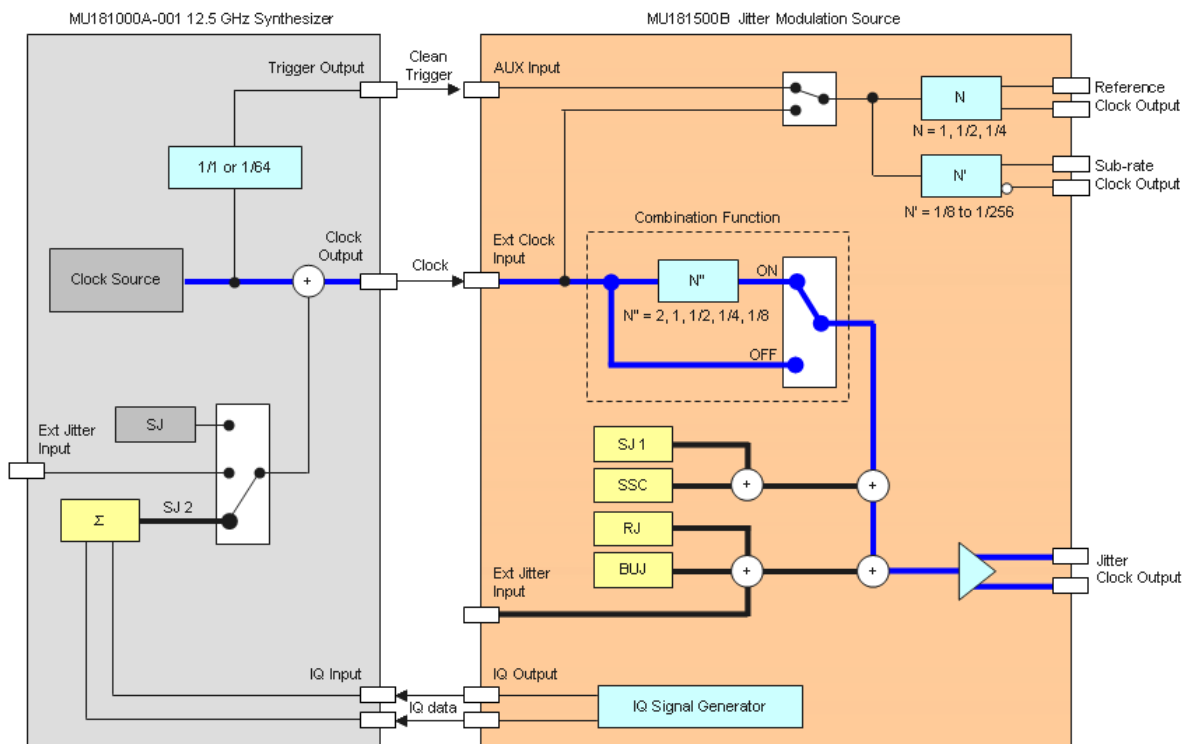 MU181000A-001 12.5 GHz Synthesizer
MU181500B Jitter Modulation Source
Trigger Output
Clean
Trigger
AUX Input
N
N = 1, 1/2, 1/4
Reference
Clock Output
1/1 or 1/64
N'
N' = 1/8 to 1/256
Sub-rate
Clock Output
Combination Function
Clock
Output
Clock Source
+
Clock
Ext Clock
Input
N"
N" = 2, 1, 1/2, 1/4, 1/8
ON
OFF
SJ
Ext Jitter
Input
SJ 2
Σ
SJ 1
SSC
+
+
RJ
BUJ
+
+
Ext Jitter
Input
Jitter
Clock Output
IQ Input
IQ data
IQ Output
IQ Signal Generator